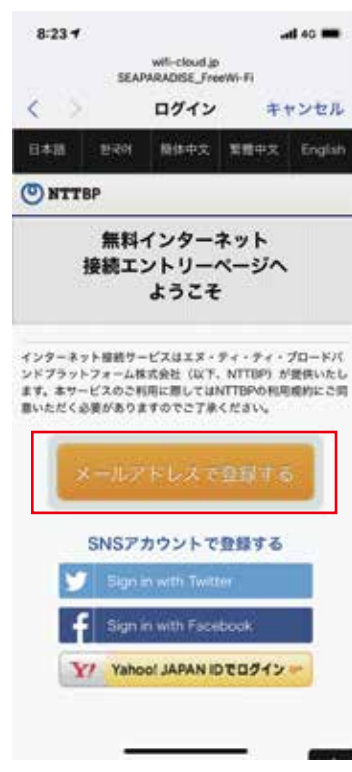 8:23
4G
wifi-cloud.jp
SEAPARADISE_FreeWi-Fi
ログイン
キャンセル
日本語 한국어 簡体中文 繁體中文 English
NTTBP
無料インターネット
接続エントリーページへ
ようこそ
インターネット接続サービスはエヌ・ティ・ティ・ブロードバ
ンドプラットフォーム株式会社（以下、NTTBP）が提供いたし
ます。本サービスのご利用に際してはNTTBPの利用規約にご同
意いただく必要がありますのでご了承ください。
メールアドレスで登録する
SNSアカウントで登録する
Sign in with Twitter
Sign in with Facebook
Y! Yahoo! JAPAN IDでログイン